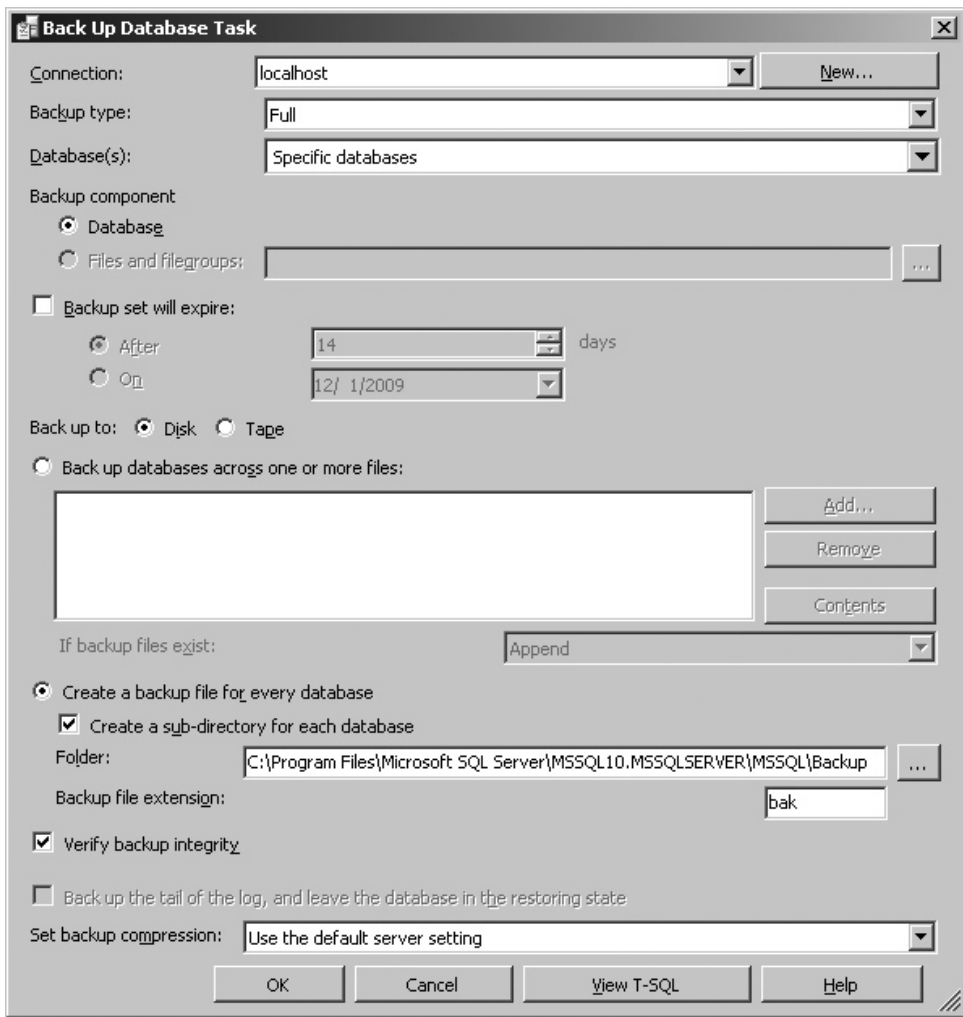 Back Up Database Task
Connection: localhost New...
Backup type: Full
Database(s): Specific databases
Backup component
Database
Files and filegroups: ...
Backup set will expire:
After 14 days
On 12/ 1/2009
Back up to: Disk Tape
Back up databases across one or more files:
Add...
Remove
Contents
If backup files exist: Append
Create a backup file for every database
Create a sub-directory for each database
Folder: C:\Program Files\Microsoft SQL Server\MSSQL10.MSSQLSERVER\MSSQL\Backup ...
Backup file extension: bak
Verify backup integrity
Back up the tail of the log, and leave the database in the restoring state
Set backup compression: Use the default server setting
OK Cancel View T-SQL Help